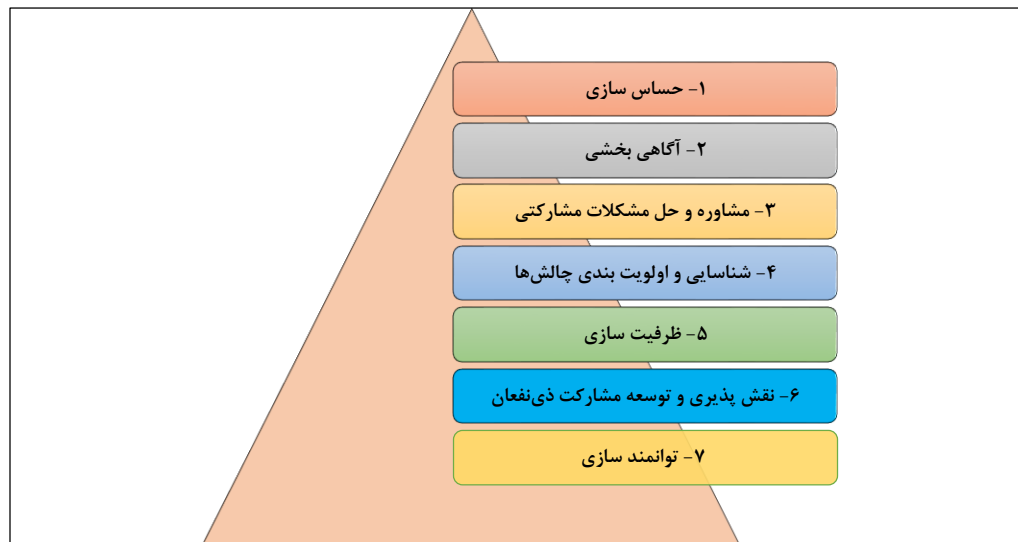 ۱- حساس سازی
۲- آگاهی بخشی
۳- مشاوره و حل مشکلات مشارکتی
۴- شناسایی و اولویت بندی چالش‌ها
۵- ظرفیت سازی
۶- نقش پذیری و توسعه مشارکت ذی‌نفعان
۷- توانمند سازی